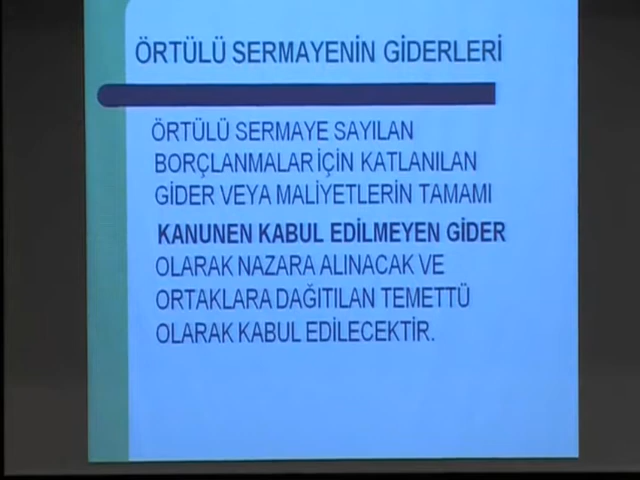 ÖRTÜLÜ SERMAYENİN GİDERLERİ
ÖRTÜLÜ SERMAYE SAYILAN
BORÇLANMALAR İÇİN KATLANILAN
GİDER VEYA MALİYETLERİN TAMAMI
KANUNEN KABUL EDİLMEYEN GİDER
OLARAK NAZARA ALINACAK VE
ORTAKLARA DAĞITILAN TEMETTÜ
OLARAK KABUL EDİLECEKTİR.